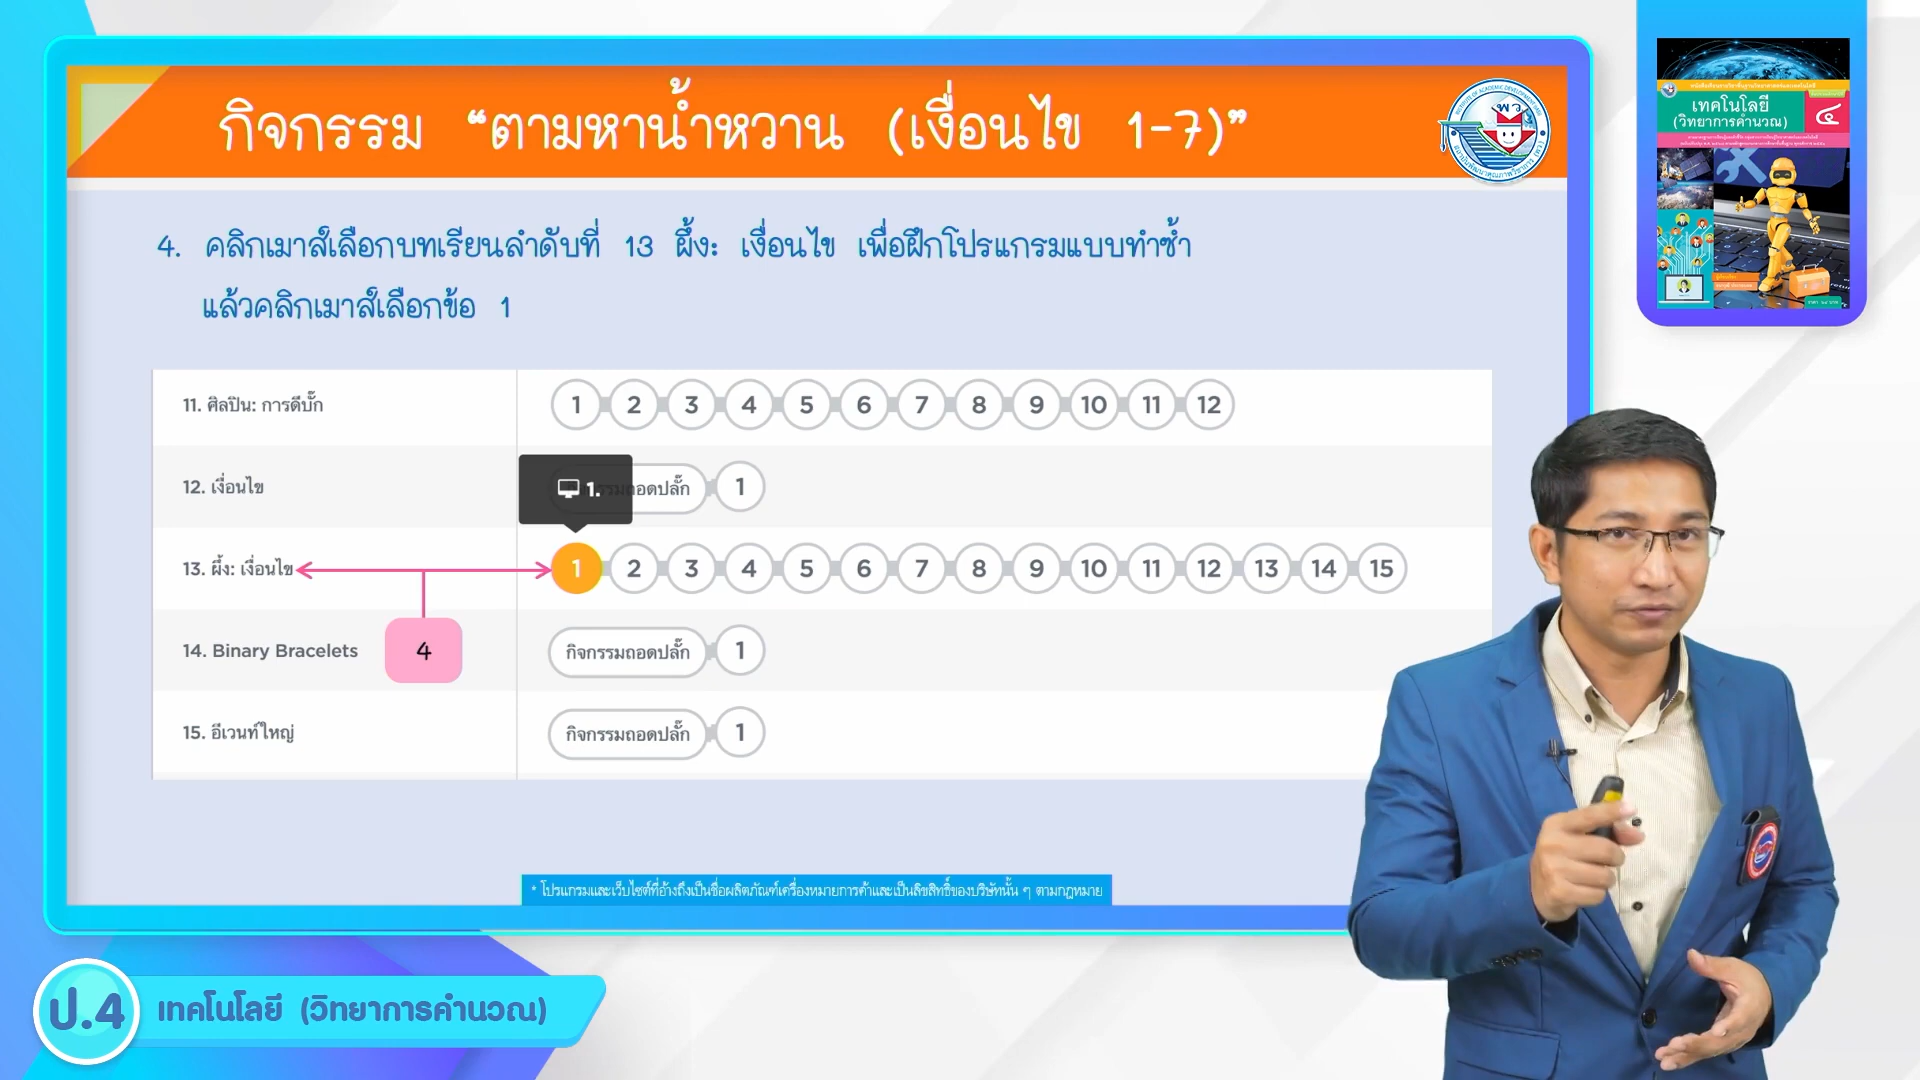 กิจกรรม “ตามหาน้ำหวาน (เงื่อนไข 1-7)”
4. คลิกเมาส์เลือกบทเรียนลำดับที่ 13 ผึ้ง: เงื่อนไข เพื่อฝึกโปรแกรมแบบทำซ้ำ
แล้วคลิกเมาส์เลือกข้อ 1
11. ศิลปิน: การดีบั๊ก
1 2 3 4 5 6 7 8 9 10 11 12
12. เงื่อนไข
1.
1
13. ผึ้ง: เงื่อนไข
1 2 3 4 5 6 7 8 9 10 11 12 13 14 15
14. Binary Bracelets
4
กิจกรรมถอดปลั๊ก 1
15. อีเวนท์ใหญ่
กิจกรรมถอดปลั๊ก 1
* โปรแกรมและเว็บไซต์ที่อ้างถึงเป็นชื่อผลิตภัณฑ์เครื่องหมายการค้าและเป็นลิขสิทธิ์ของบริษัทนั้น ๆ ตามกฎหมาย
เทคโนโลยี
(วิทยาการคำนวณ)
๔
พว
ป.4 เทคโนโลยี (วิทยาการคำนวณ)